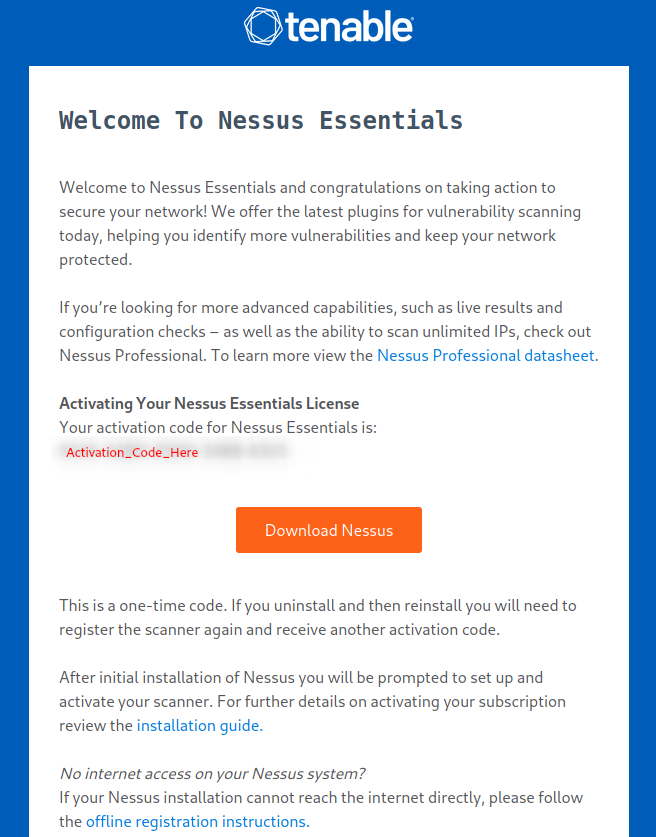 tenable
Welcome To Nessus Essentials
Welcome to Nessus Essentials and congratulations on taking action to
secure your network! We offer the latest plugins for vulnerability scanning
today, helping you identify more vulnerabilities and keep your network
protected.
If you’re looking for more advanced capabilities, such as live results and
configuration checks – as well as the ability to scan unlimited IPs, check out
Nessus Professional. To learn more view the Nessus Professional datasheet.
Activating Your Nessus Essentials License
Your activation code for Nessus Essentials is:
Activation_Code_Here
Download Nessus
This is a one-time code. If you uninstall and then reinstall you will need to
register the scanner again and receive another activation code.
After initial installation of Nessus you will be prompted to set up and
activate your scanner. For further details on activating your subscription
review the installation guide.
No internet access on your Nessus system?
If your Nessus installation cannot reach the internet directly, please follow
the offline registration instructions.